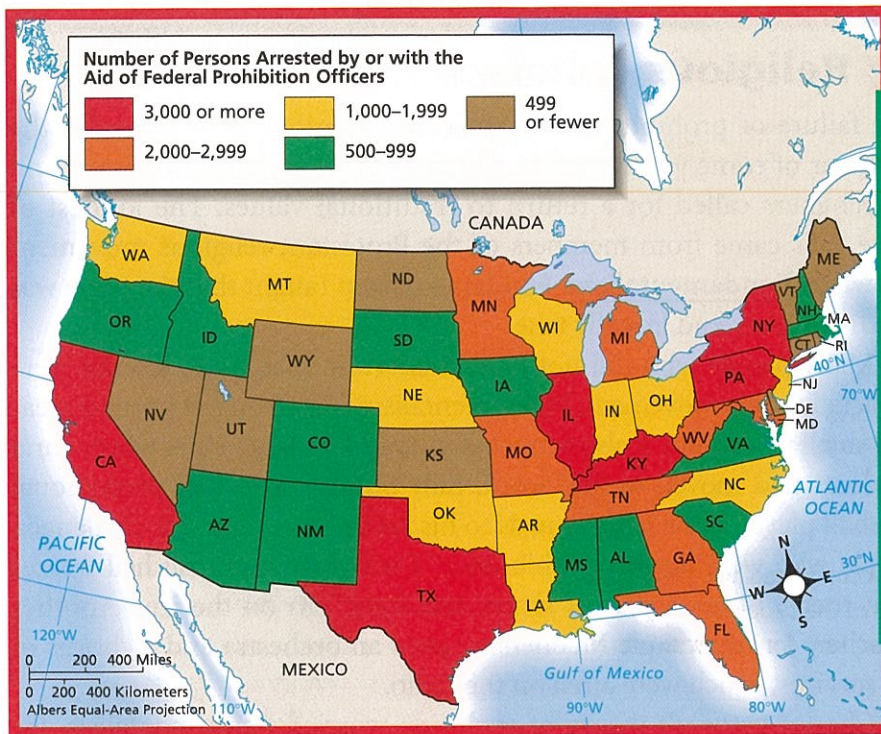 Number of Persons Arrested by or with the
Aid of Federal Prohibition Officers
3,000 or more
1,000–1,999
499
or fewer
2,000–2,999
500–999
CANADA
WA
MT
ND
MN
ME
VT
NH
MA
OR
ID
WI
MI
NY
CT
RI
40°N
WY
SD
IA
PA
NJ
70°W
NE
IL
IN
OH
DE
MD
NV
UT
CO
KS
MO
WV
VA
CA
KY
AZ
NM
OK
AR
TN
NC
ATLANTIC
OCEAN
SC
PACIFIC
OCEAN
MS
AL
GA
N
30°N
W
E
S
TX
LA
FL
120°W
0 200 400 Miles
0 200 400 Kilometers
Albers Equal-Area Projection
MEXICO
Gulf of Mexico
110°W
90°W
80°W